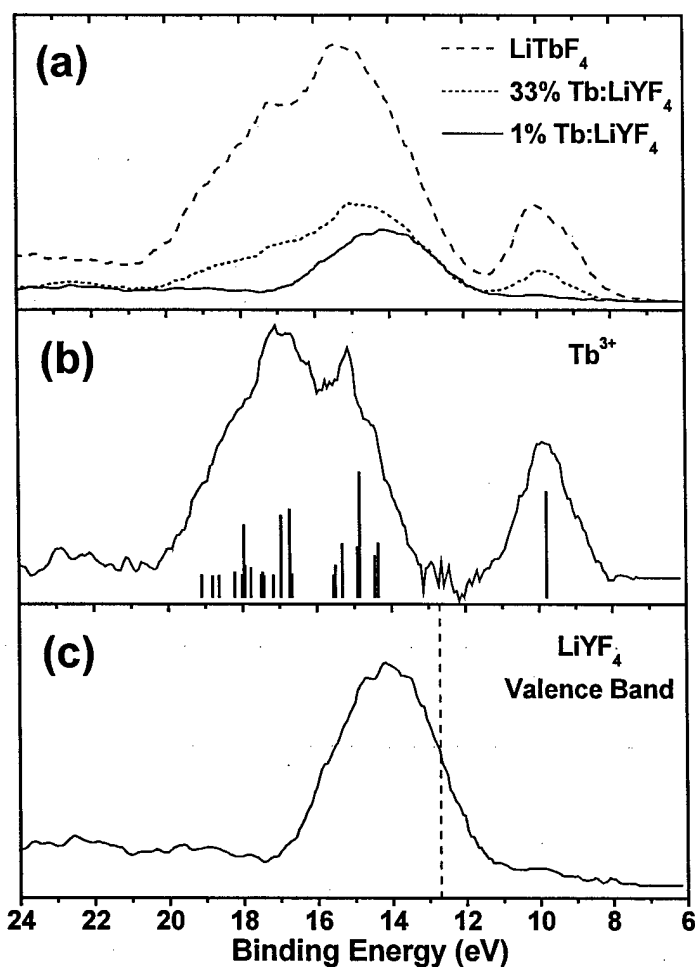 (a)
LiTbF₄
33% Tb:LiYF₄
1% Tb:LiYF₄
(b)
Tb³⁺
(c)
LiYF₄
Valence Band
24 22 20 18 16 14 12 10 8 6
Binding Energy (eV)